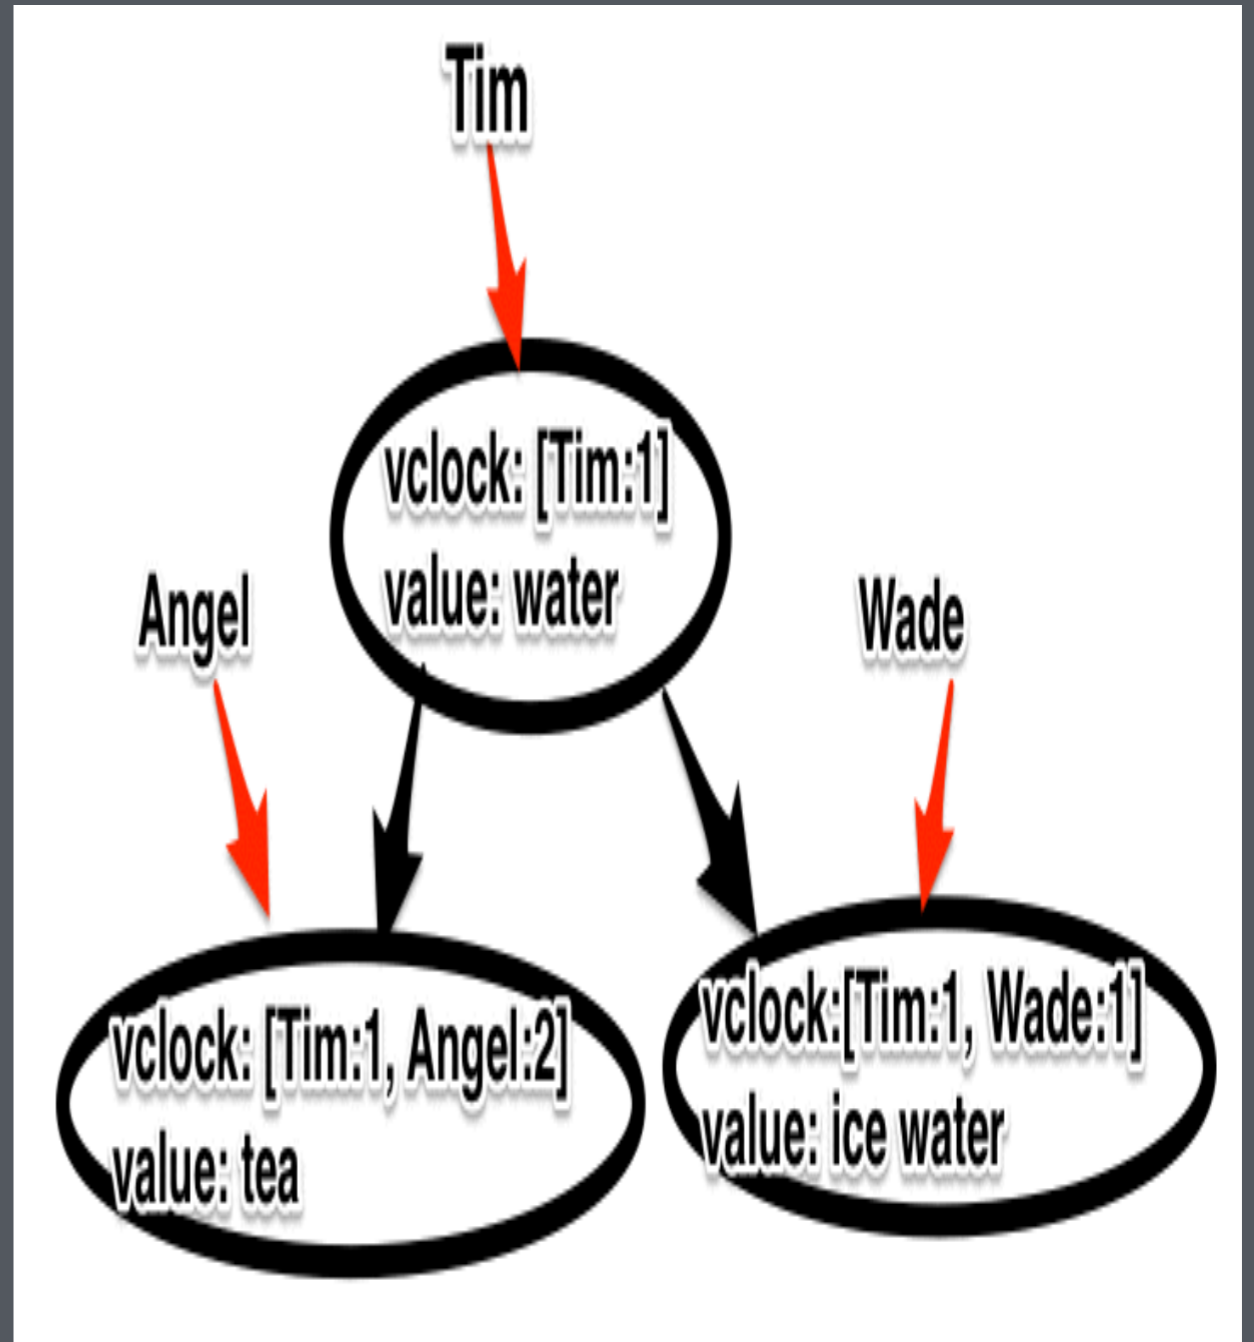 Tim
vclock: [Tim:1]
value: water
Angel
Wade
vclock: [Tim:1, Angel:2]
value: tea
vclock:[Tim:1, Wade:1]
value: ice water